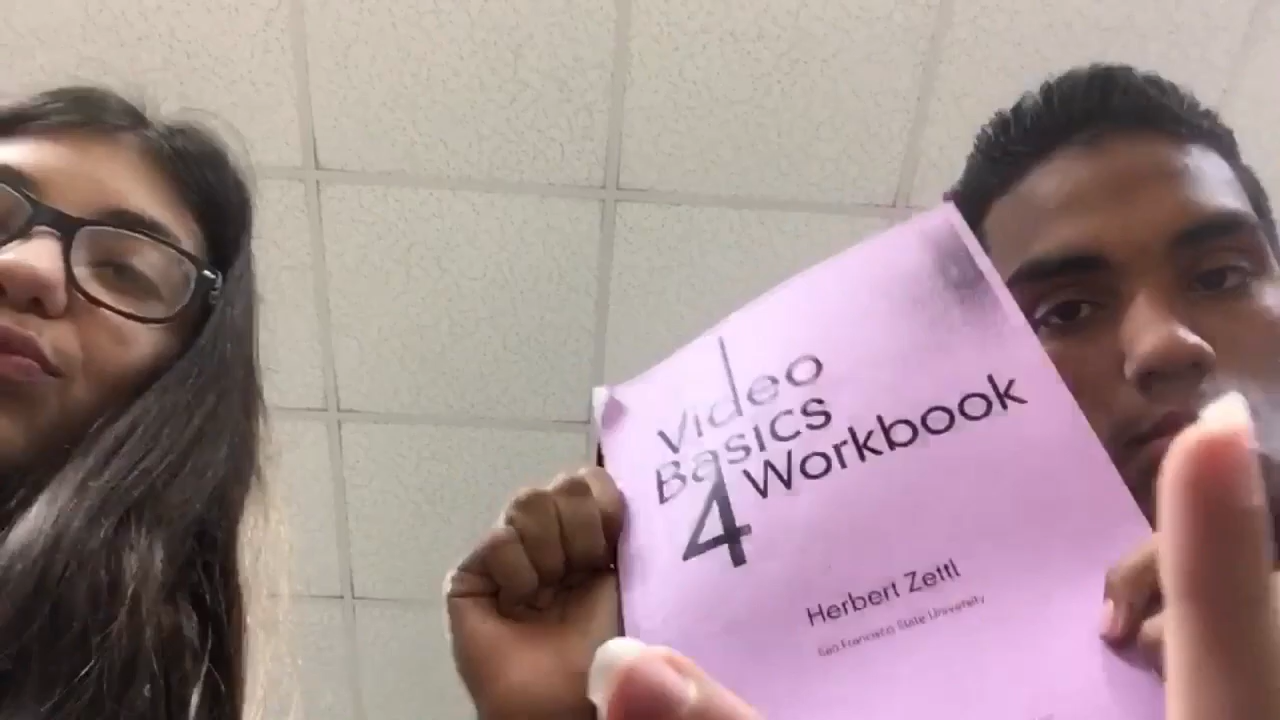 Video
Basics
4 Workbook
Herbert Zettl
San Francisco State University